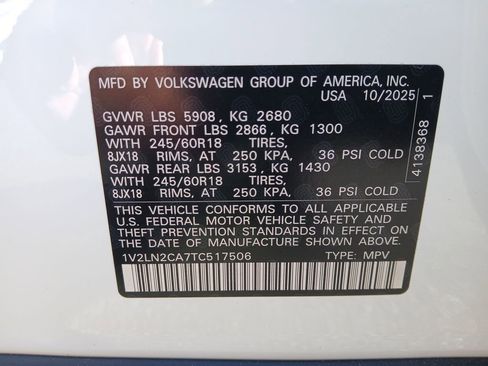 MFD BY VOLKSWAGEN GROUP OF AMERICA, INC.
USA 10/2025
GVWR LBS 5908, KG 2680
GAWR FRONT LBS 2866, KG 1300
WITH 245/60R18 TIRES,
8JX18 RIMS, AT 250 KPA, 36 PSI COLD
GAWR REAR LBS 3153, KG 1430
WITH 245/60R18 TIRES,
8JX18 RIMS, AT 250 KPA, 36 PSI COLD
THIS VEHICLE CONFORMS TO ALL APPLICABLE
U.S. FEDERAL MOTOR VEHICLE SAFETY AND
THEFT PREVENTION STANDARDS IN EFFECT ON
THE DATE OF MANUFACTURE SHOWN ABOVE.
1V2LN2CA7TC517506 TYPE: MPV
4138368 1